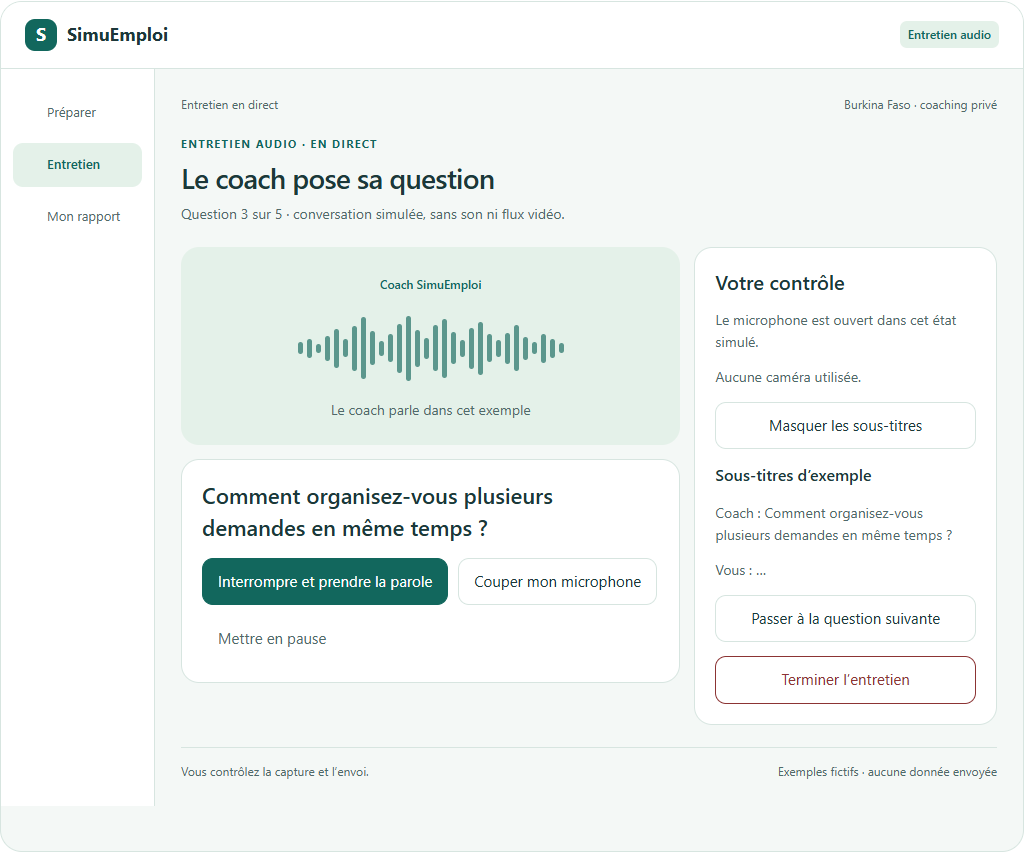 S
SimuEmploi
Entretien audio
Préparer
Entretien
Mon rapport
Entretien en direct
Burkina Faso · coaching privé
ENTRETIEN AUDIO · EN DIRECT
Le coach pose sa question
Question 3 sur 5 · conversation simulée, sans son ni flux vidéo.
Coach SimuEmploi
Le coach parle dans cet exemple
Comment organisez-vous plusieurs
demandes en même temps ?
Interrompre et prendre la parole
Couper mon microphone
Mettre en pause
Votre contrôle
Le microphone est ouvert dans cet état
simulé.
Aucune caméra utilisée.
Masquer les sous-titres
Sous-titres d’exemple
Coach : Comment organisez-vous
plusieurs demandes en même temps ?
Vous : …
Passer à la question suivante
Terminer l’entretien
Vous contrôlez la capture et l’envoi.
Exemples fictifs · aucune donnée envoyée